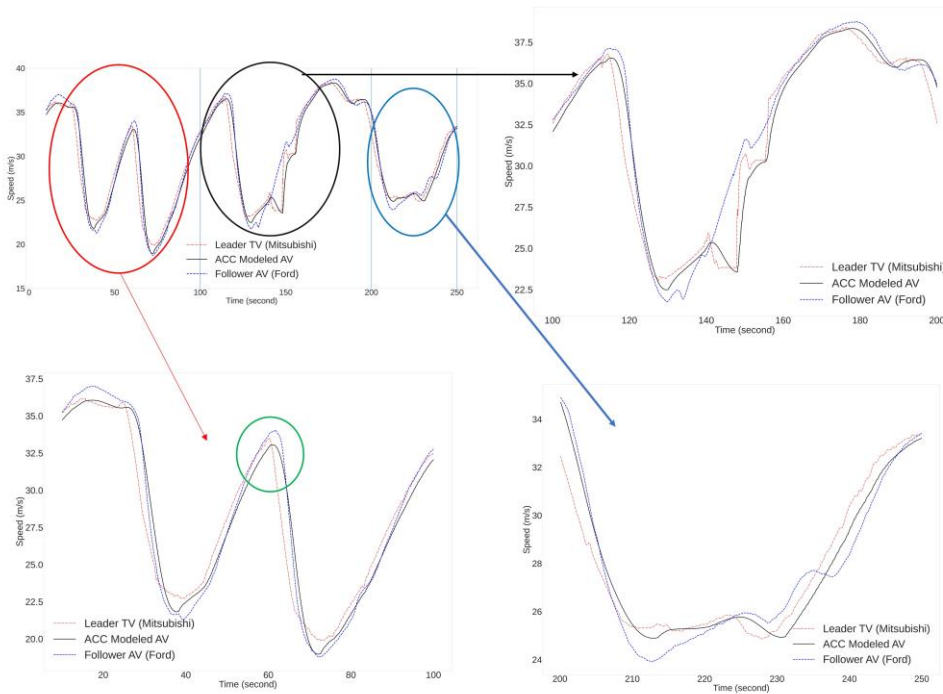 40
35
30
25
20
15
Speed (m/s)
0 50 100 150 200 250
Time (second)
Leader TV (Mitsubishi)
ACC Modeled AV
Follower AV (Ford)
37.5
35.0
32.5
30.0
27.5
25.0
22.5
Speed (m/s)
100 120 140 160 180 200
Time (second)
Leader TV (Mitsubishi)
ACC Modeled AV
Follower AV (Ford)
37.5
35.0
32.5
30.0
27.5
25.0
22.5
20.0
Speed (m/s)
20 40 60 80 100
Time (second)
Leader TV (Mitsubishi)
ACC Modeled AV
Follower AV (Ford)
34
32
30
28
26
24
Speed (m/s)
200 210 220 230 240 250
Time (second)
Leader TV (Mitsubishi)
ACC Modeled AV
Follower AV (Ford)